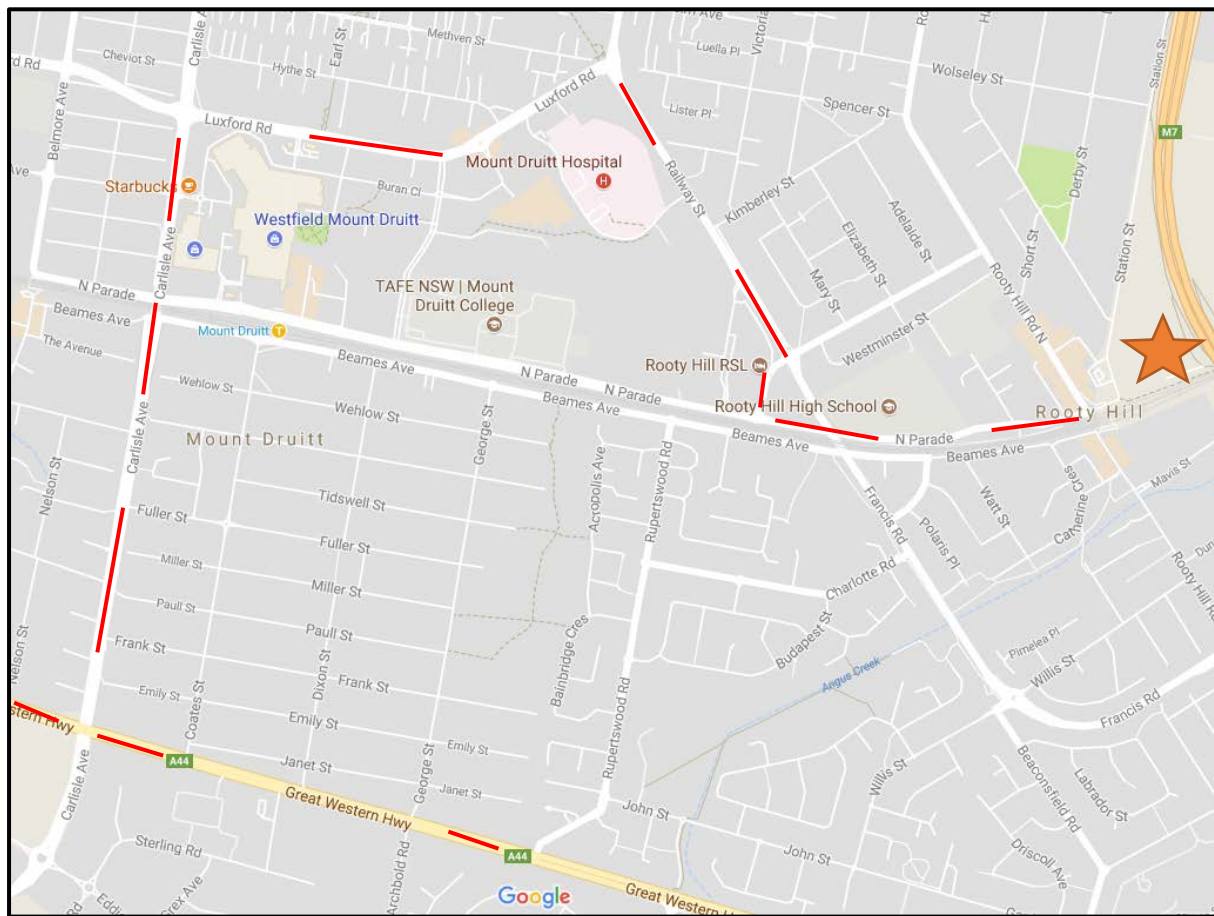 Carlisle Ave
Earl St
Methven St
Cheviot St
Hythe St
rd Rd
Belmore Ave
Luxford Rd
Luxford Rd
Luella Pl
Victoria
Wolseley St
Station St
Lister Pl
Spencer St
M7
Derby St
Mount Druitt Hospital
H
Railway St
Kimberley St
Adelaide St
Elizabeth St
Mary St
Short St
Station St
Rooty Hill Rd N
Westminster St
Starbucks
Buran Cl
Westfield Mount Druitt
Carlisle Ave
N Parade
Beames Ave
The Avenue
Mount Druitt
T
TAFE NSW | Mount
Druitt College
Beames Ave
N Parade
N Parade
Beames Ave
Rooty Hill RSL
Rooty Hill High School
Rooty Hill
N Parade
Beames Ave
Beames Ave
Wehlow St
Wehlow St
Mount Druitt
Carlisle Ave
George St
Nelson St
Tidswell St
Fuller St
Fuller St
Miller St
Miller St
Paull St
Paull St
Frank St
Frank St
Emily St
Emily St
Emily St
Nelson St
Coates St
Dixon St
George St
Acropolis Ave
Rupertswood Rd
Bainbridge Cres
Rupertswood Rd
Francis Rd
Polaris Pl
Watt St
Catherine Cres
Mavis St
Rooty Hill Rd
Charlotte Rd
Budapest St
Angus Creek
Pimelea Pl
Willis St
Francis Rd
Beaconsfield Rd
Labrador St
Willis St
Driscoll Ave
stern Hwy
A44
Janet St
Janet St
Great Western Hwy
A44
Great Western Hw
John St
John St
Carlisle Ave
Sterling Rd
Archbold Rd
Google